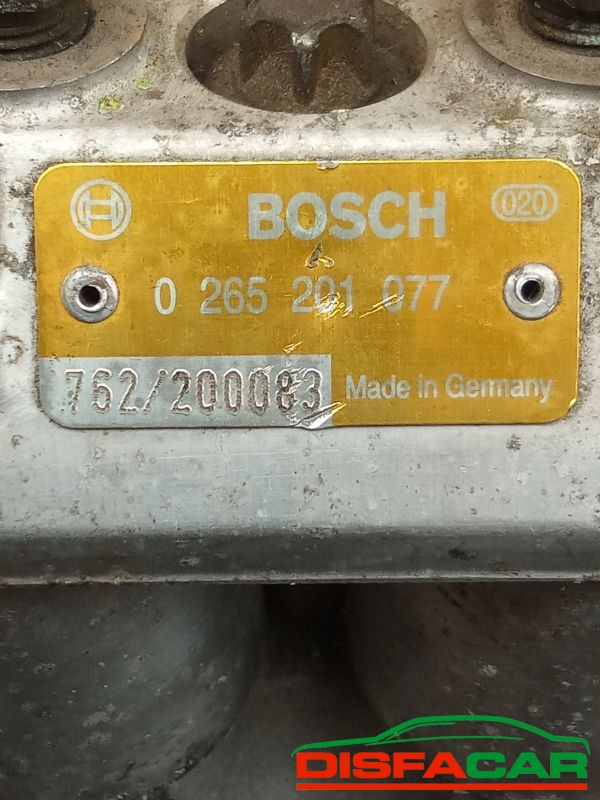 BOSCH
020
0 265 201 077
762/200083
Made in Germany
DISFACAR